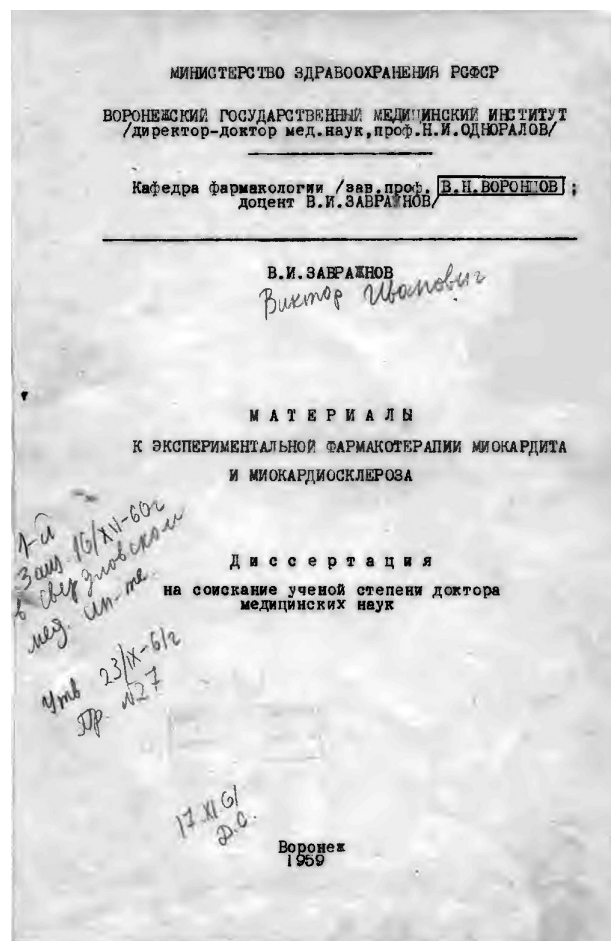 МИНИСТЕРСТВО ЗДРАВООХРАНЕНИЯ РСФСР
ВОРОНЕЖСКИЙ ГОСУДАРСТВЕННЫЙ МЕДИЦИНСКИЙ ИНСТИТУТ
/директор-доктор мед.наук,проф.Н.И.ОДНОРАЛОВ/
Кафедра фармакологии /зав.проф. В.Н.ВОРОНЦОВ ;
доцент В.И.ЗАВРАЖНОВ/
В.И.ЗАВРАЖНОВ
Виктор Иванович
МАТЕРИАЛЫ
К ЭКСПЕРИМЕНТАЛЬНОЙ ФАРМАКОТЕРАПИИ МИОКАРДИТА
И МИОКАРДИОСКЛЕРОЗА
1-й
Защ 16/XII-60г
в свердловском
мед. ин-те.
Диссертация
на соискание ученой степени доктора
медицинских наук
Утв 23/IX-61г
Пр. №27
17 XI 61
Д.С.
Воронеж
1959